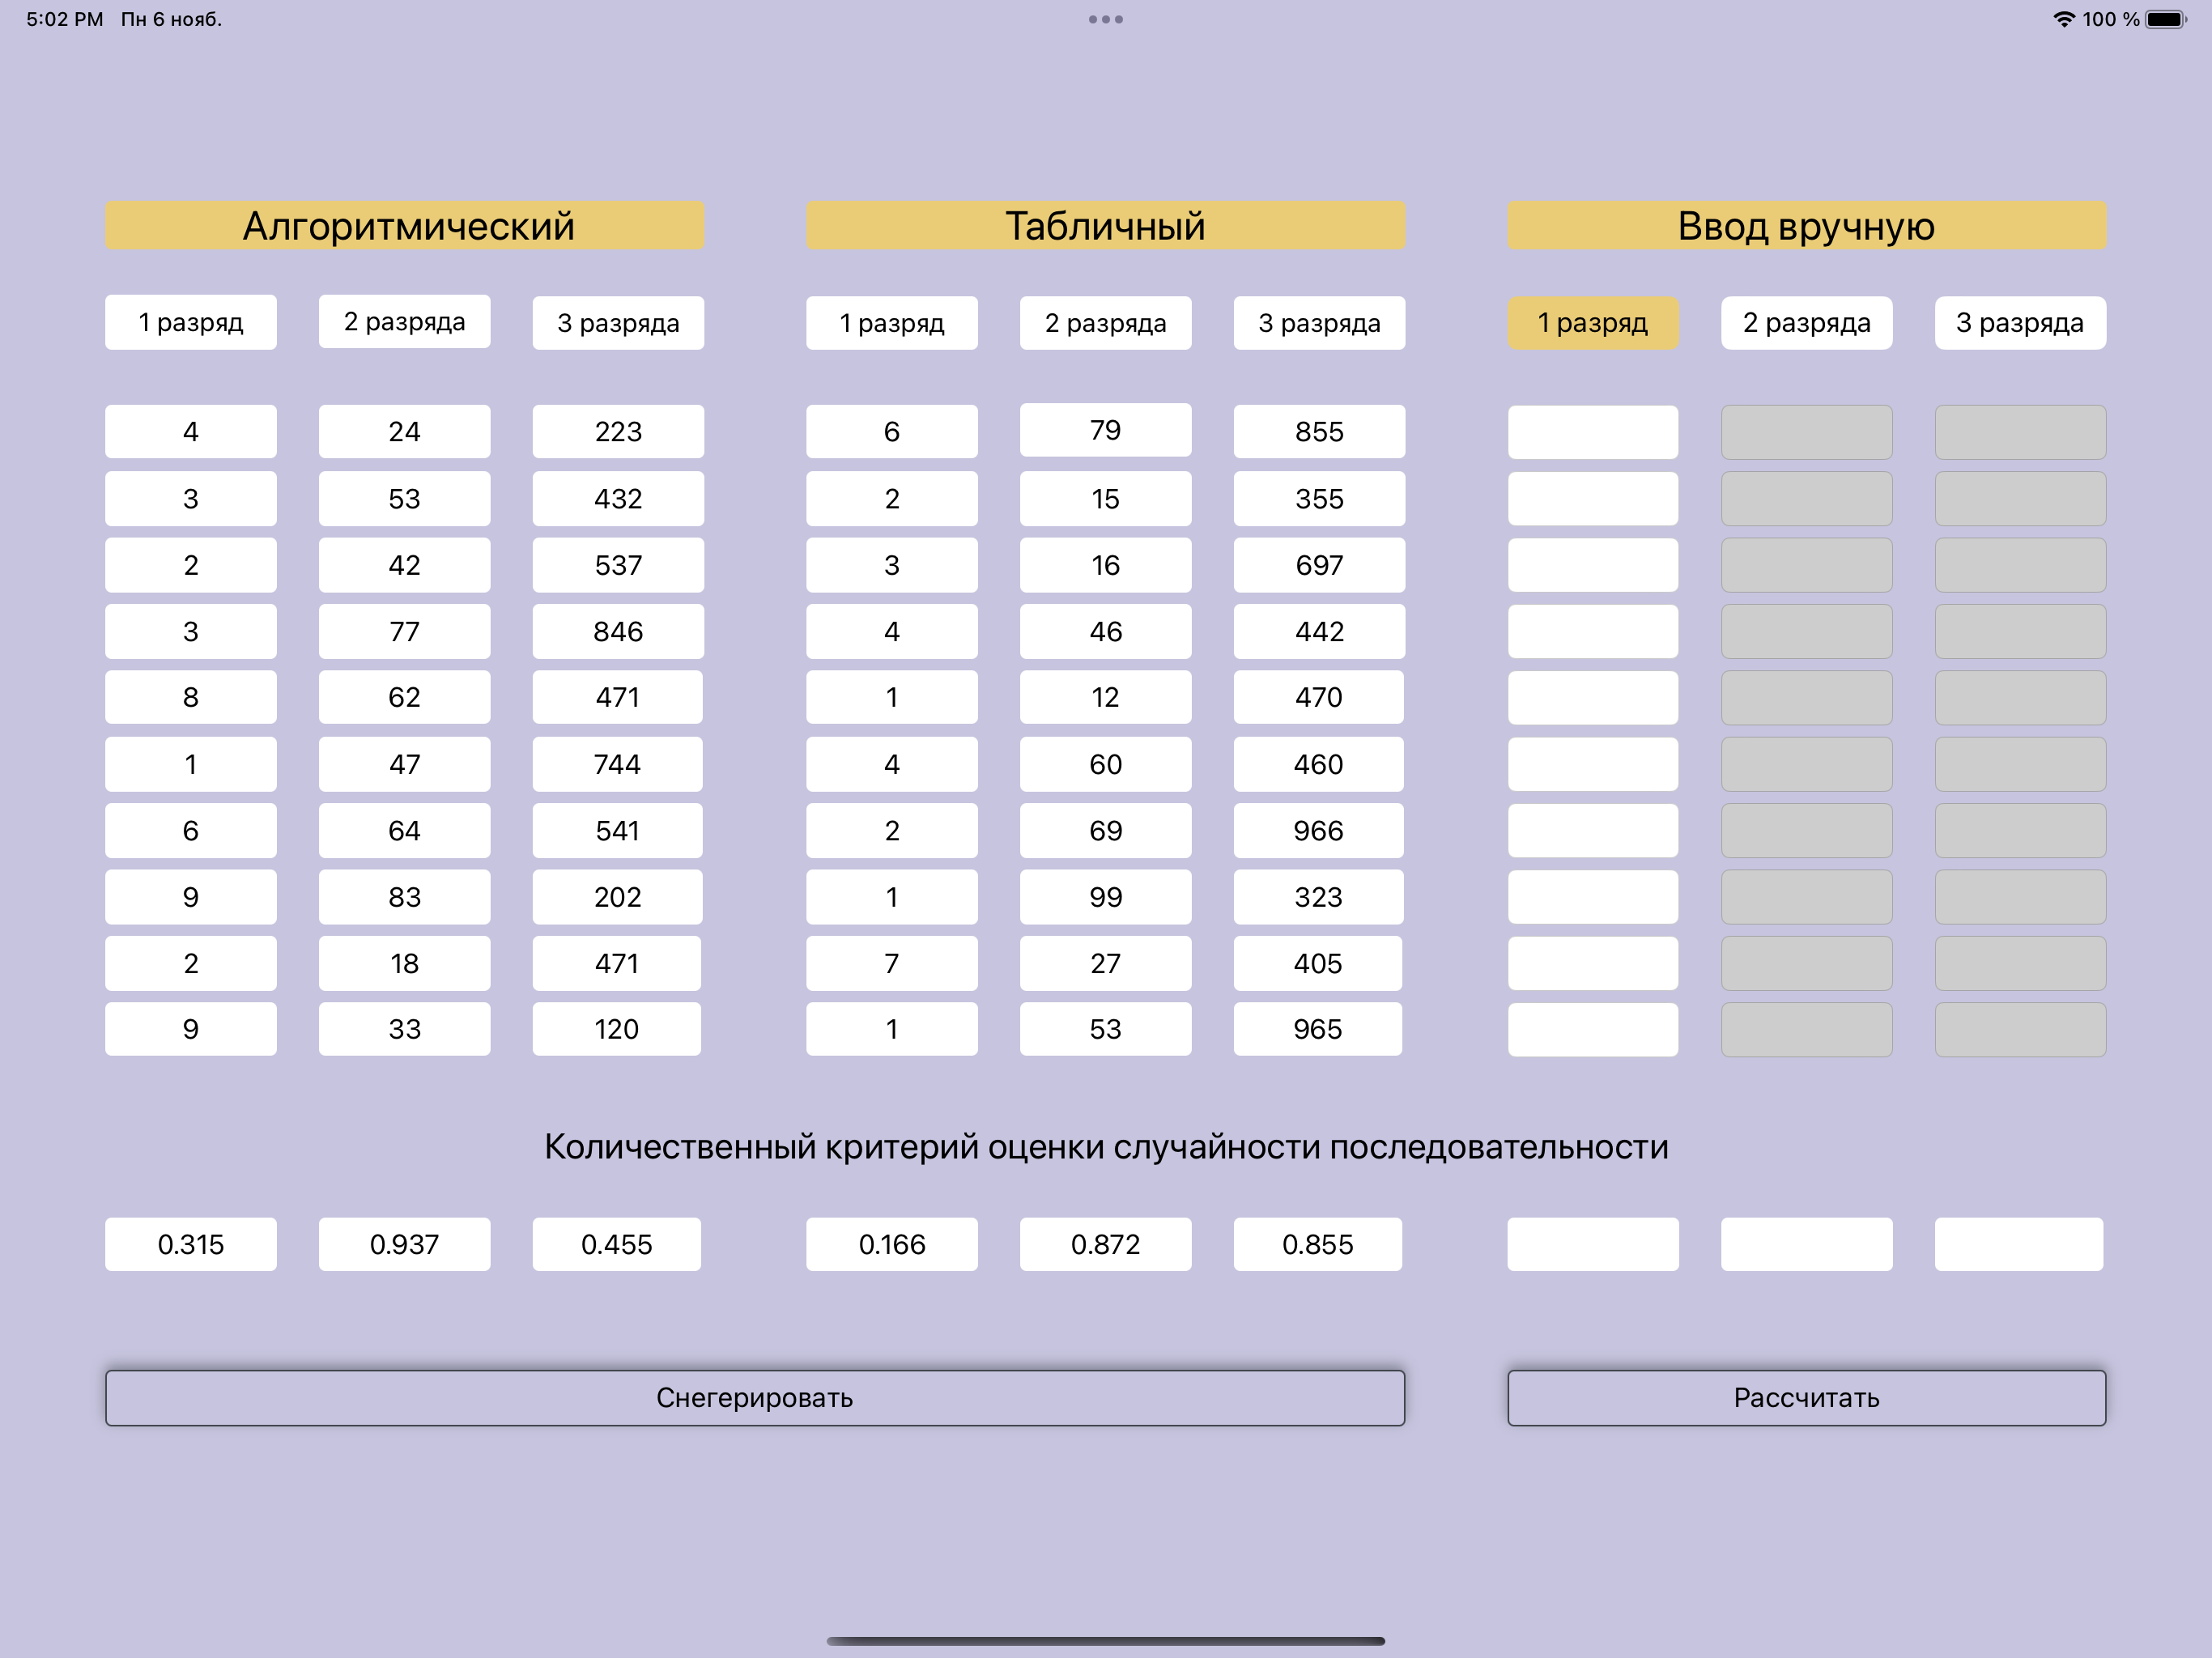 5:02 PM Пн 6 нояб. 100 %
Алгоритмический Табличный Ввод вручную
1 разряд 2 разряда 3 разряда 1 разряд 2 разряда 3 разряда 1 разряд 2 разряда 3 разряда
4 24 223 6 79 855
3 53 432 2 15 355
2 42 537 3 16 697
3 77 846 4 46 442
8 62 471 1 12 470
1 47 744 4 60 460
6 64 541 2 69 966
9 83 202 1 99 323
2 18 471 7 27 405
9 33 120 1 53 965
Количественный критерий оценки случайности последовательности
0.315 0.937 0.455 0.166 0.872 0.855
Снегерировать Рассчитать